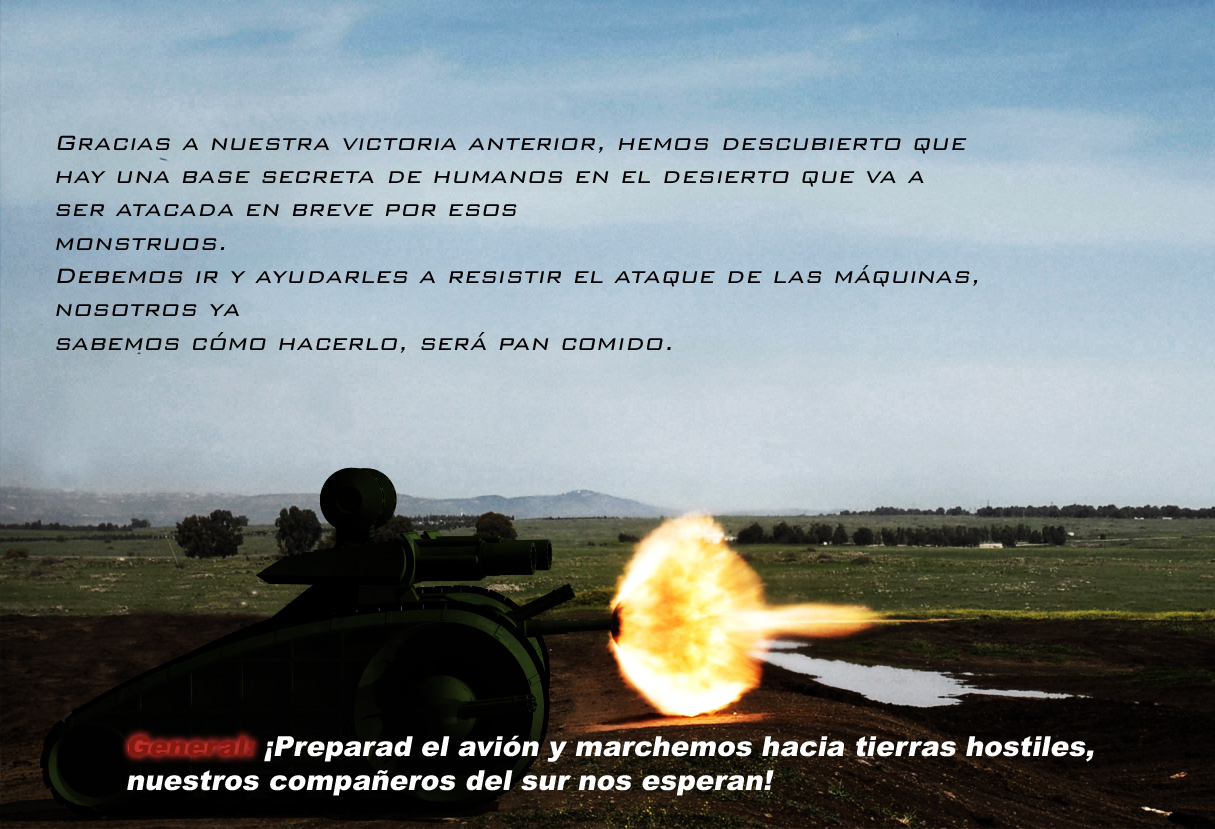 Gracias a nuestra victoria anterior, hemos descubierto que
hay una base secreta de humanos en el desierto que va a
ser atacada en breve por esos
monstruos.
Debemos ir y ayudarles a resistir el ataque de las máquinas,
nosotros ya
sabemos cómo hacerlo, será pan comido.
General: ¡Preparad el avión y marchemos hacia tierras hostiles,
nuestros compañeros del sur nos esperan!